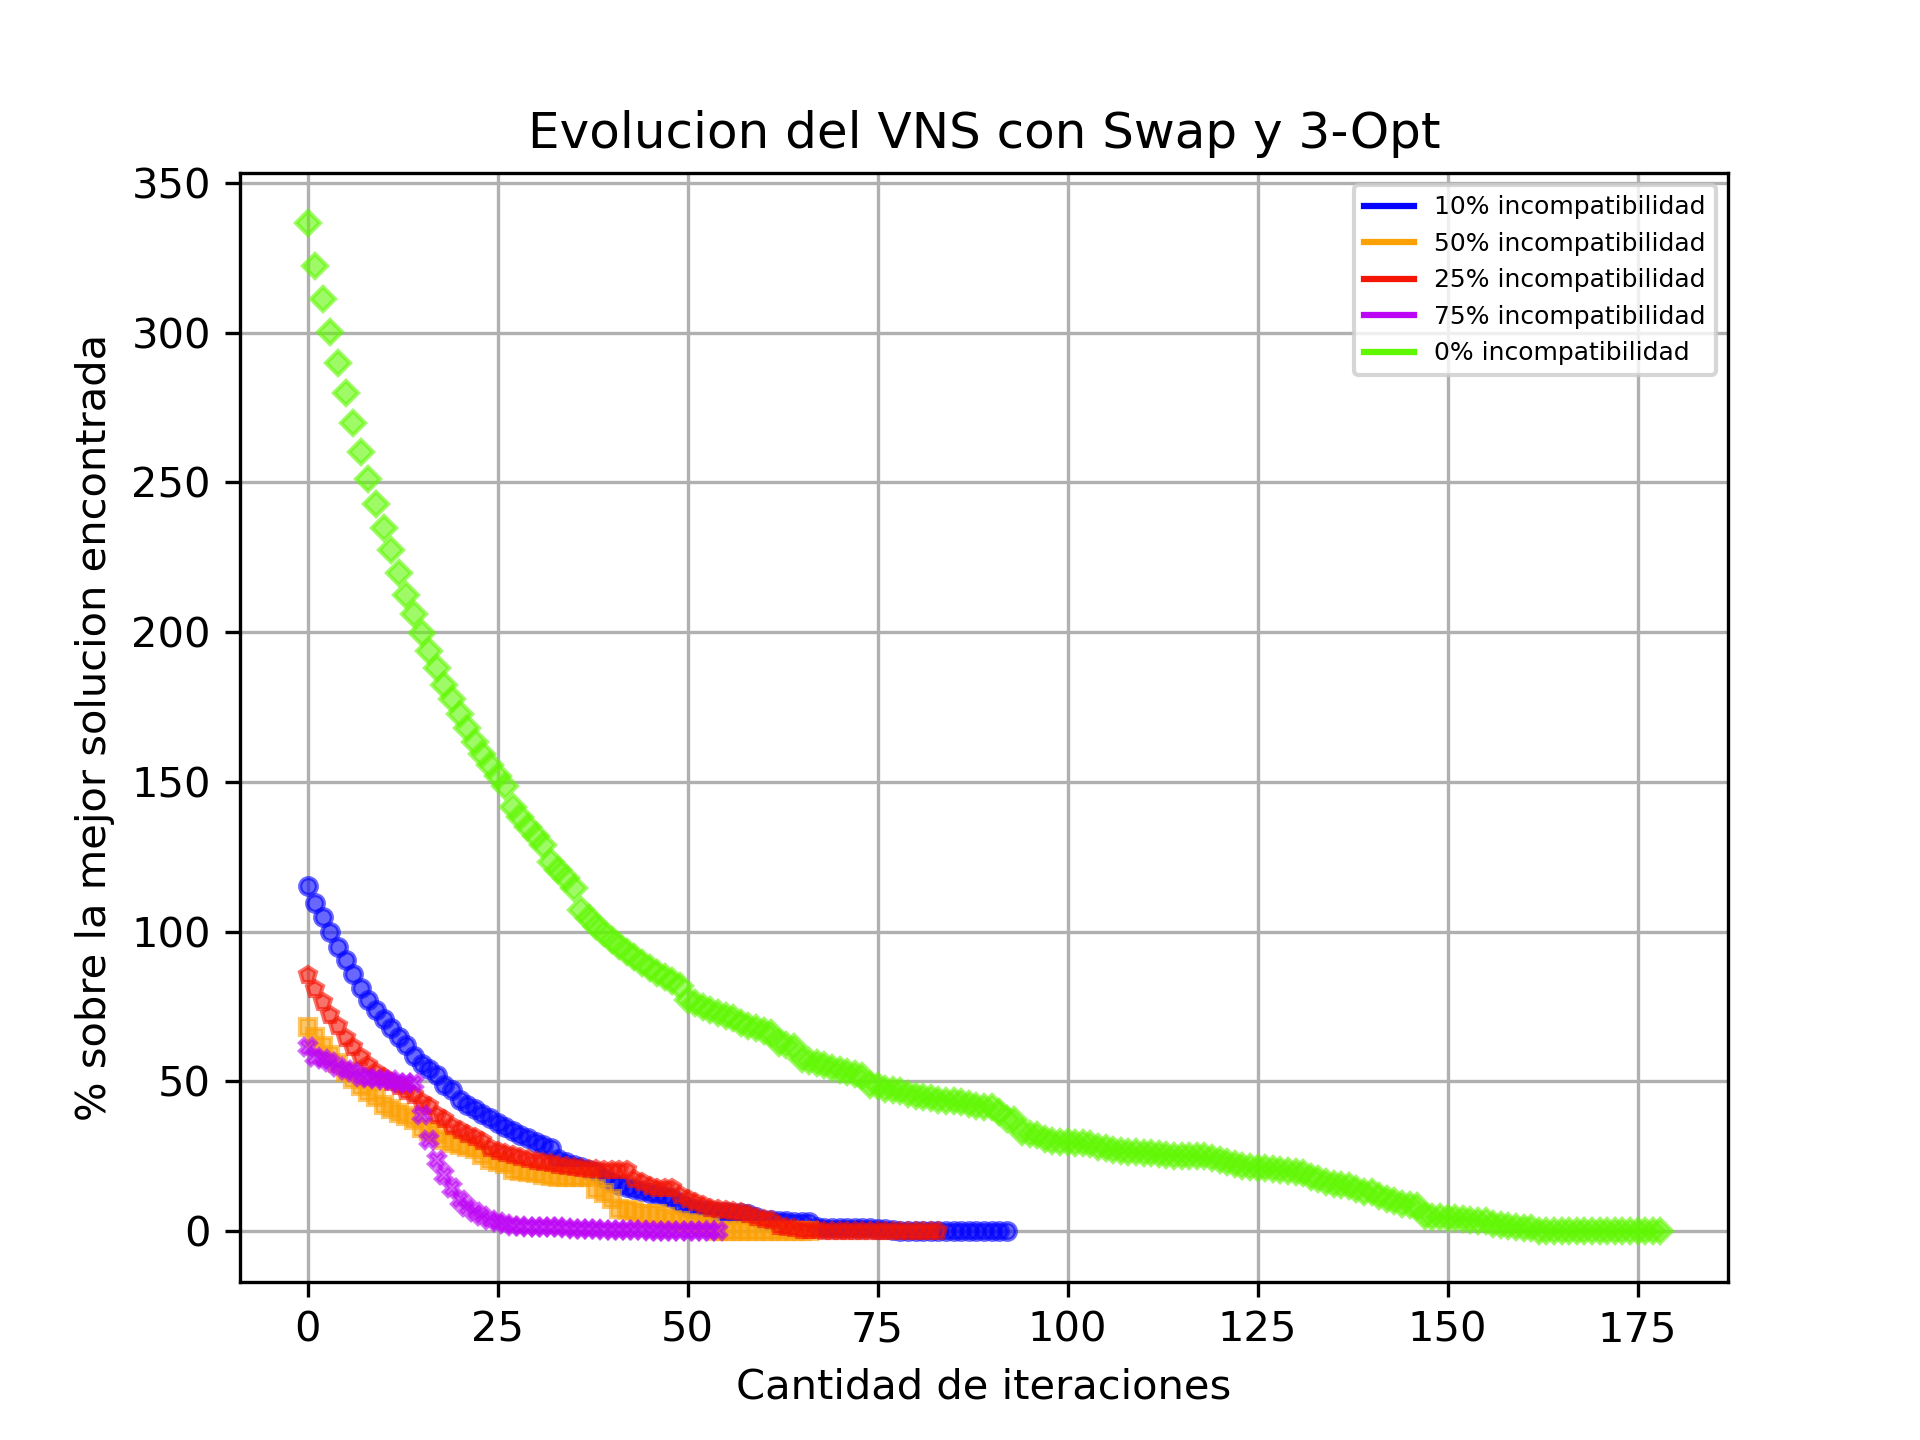 Evolucion del VNS con Swap y 3-Opt
350
300
250
200
150
100
50
0
% sobre la mejor solucion encontrada
10% incompatibilidad
50% incompatibilidad
25% incompatibilidad
75% incompatibilidad
0% incompatibilidad
0 25 50 75 100 125 150 175
Cantidad de iteraciones